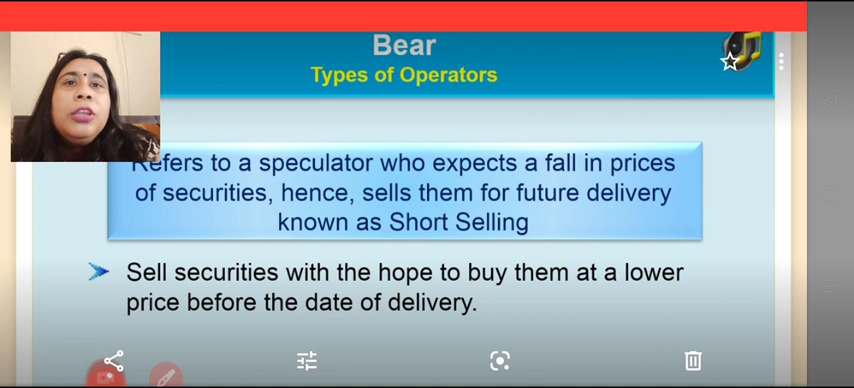 Bear
Types of Operators
Refers to a speculator who expects a fall in prices
of securities, hence, sells them for future delivery
known as Short Selling
Sell securities with the hope to buy them at a lower
price before the date of delivery.